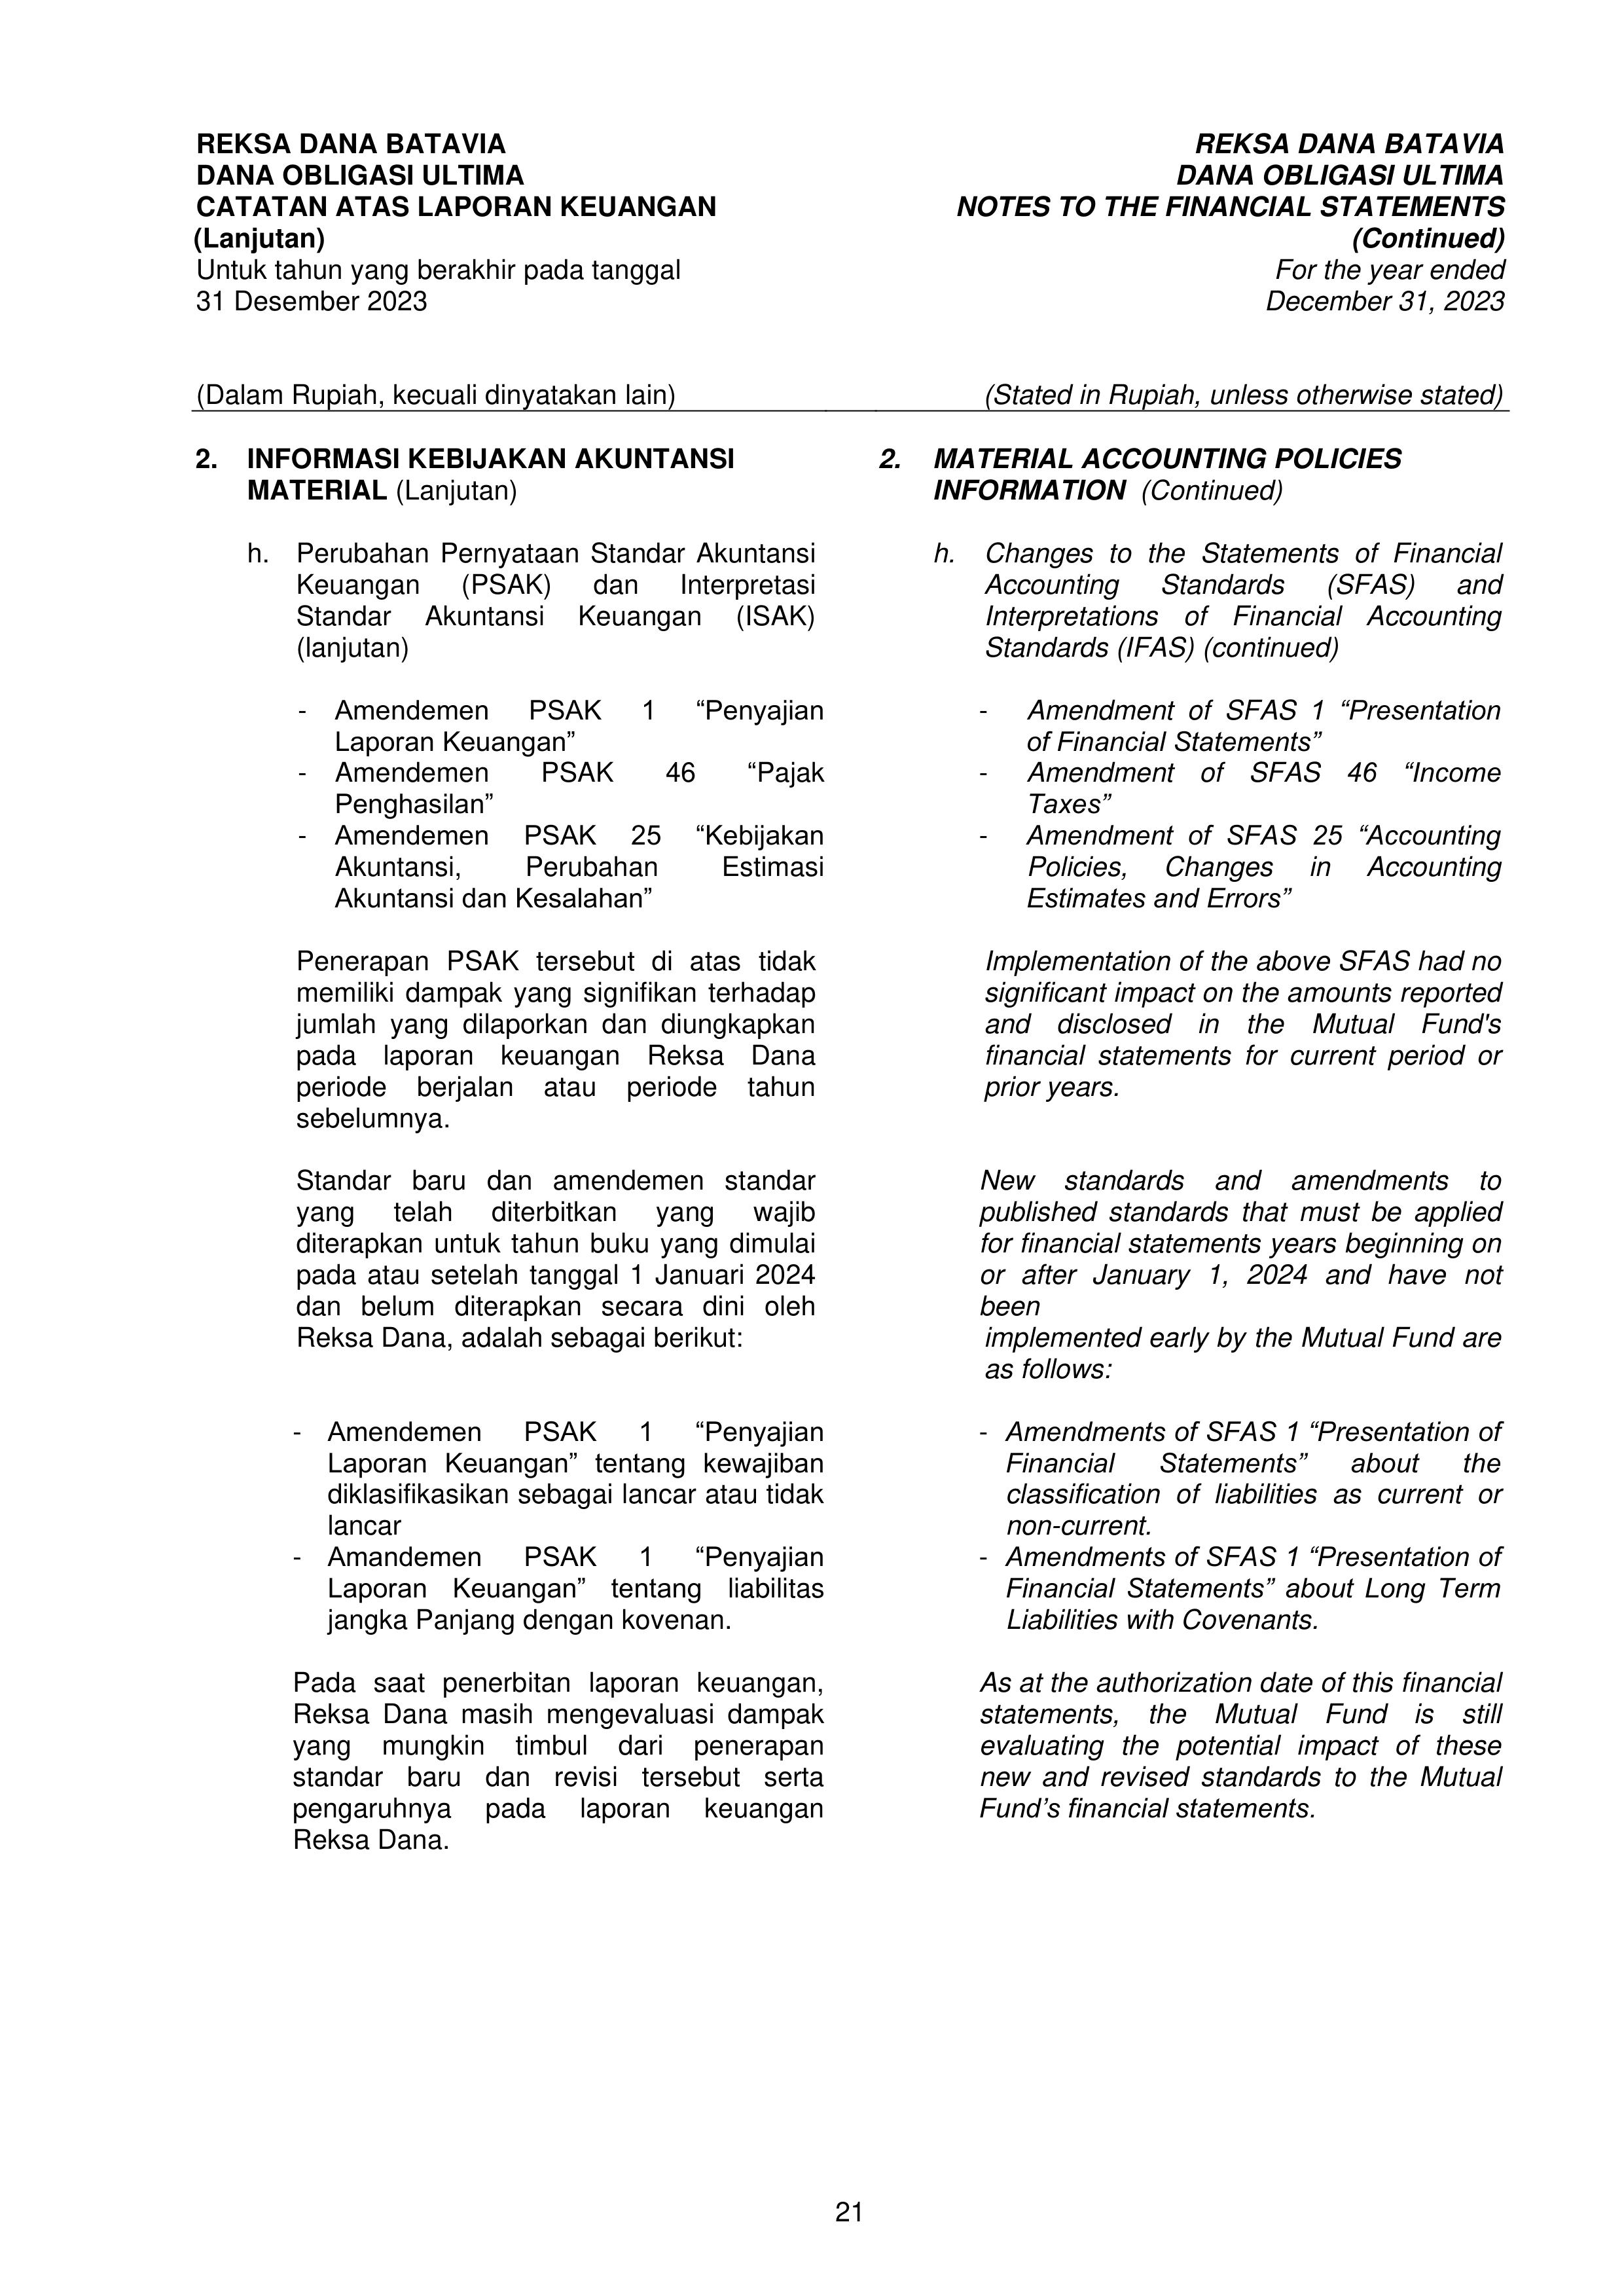 REKSA DANA BATAVIA
DANA OBLIGASI ULTIMA
CATATAN ATAS LAPORAN KEUANGAN
(Lanjutan)
Untuk tahun yang berakhir pada tanggal
31 Desember 2023
REKSA DANA BATAVIA
DANA OBLIGASI ULTIMA
NOTES TO THE FINANCIAL STATEMENTS
(Continued)
For the year ended
December 31, 2023
(Dalam Rupiah, kecuali dinyatakan lain)
(Stated in Rupiah, unless otherwise stated)
2. INFORMASI KEBIJAKAN AKUNTANSI
MATERIAL (Lanjutan)
h. Perubahan Pernyataan Standar Akuntansi
Keuangan (PSAK) dan Interpretasi
Standar Akuntansi Keuangan (ISAK)
(lanjutan)
- Amendemen PSAK 1 “Penyajian
Laporan Keuangan”
- Amendemen PSAK 46 “Pajak
Penghasilan”
- Amendemen PSAK 25 “Kebijakan
Akuntansi, Perubahan Estimasi
Akuntansi dan Kesalahan”
Penerapan PSAK tersebut di atas tidak
memiliki dampak yang signifikan terhadap
jumlah yang dilaporkan dan diungkapkan
pada laporan keuangan Reksa Dana
periode berjalan atau periode tahun
sebelumnya.
Standar baru dan amendemen standar
yang telah diterbitkan yang wajib
diterapkan untuk tahun buku yang dimulai
pada atau setelah tanggal 1 Januari 2024
dan belum diterapkan secara dini oleh
Reksa Dana, adalah sebagai berikut:
- Amendemen PSAK 1 “Penyajian
Laporan Keuangan” tentang kewajiban
diklasifikasikan sebagai lancar atau tidak
lancar
- Amandemen PSAK 1 “Penyajian
Laporan Keuangan” tentang liabilitas
jangka Panjang dengan kovenan.
Pada saat penerbitan laporan keuangan,
Reksa Dana masih mengevaluasi dampak
yang mungkin timbul dari penerapan
standar baru dan revisi tersebut serta
pengaruhnya pada laporan keuangan
Reksa Dana.
2. MATERIAL ACCOUNTING POLICIES
INFORMATION (Continued)
h. Changes to the Statements of Financial
Accounting Standards (SFAS) and
Interpretations of Financial Accounting
Standards (IFAS) (continued)
- Amendment of SFAS 1 “Presentation
of Financial Statements”
- Amendment of SFAS 46 “Income
Taxes”
- Amendment of SFAS 25 “Accounting
Policies, Changes in Accounting
Estimates and Errors”
Implementation of the above SFAS had no
significant impact on the amounts reported
and disclosed in the Mutual Fund's
financial statements for current period or
prior years.
New standards and amendments to
published standards that must be applied
for financial statements years beginning on
or after January 1, 2024 and have not
been
implemented early by the Mutual Fund are
as follows:
- Amendments of SFAS 1 “Presentation of
Financial Statements” about the
classification of liabilities as current or
non-current.
- Amendments of SFAS 1 “Presentation of
Financial Statements” about Long Term
Liabilities with Covenants.
As at the authorization date of this financial
statements, the Mutual Fund is still
evaluating the potential impact of these
new and revised standards to the Mutual
Fund’s financial statements.
21